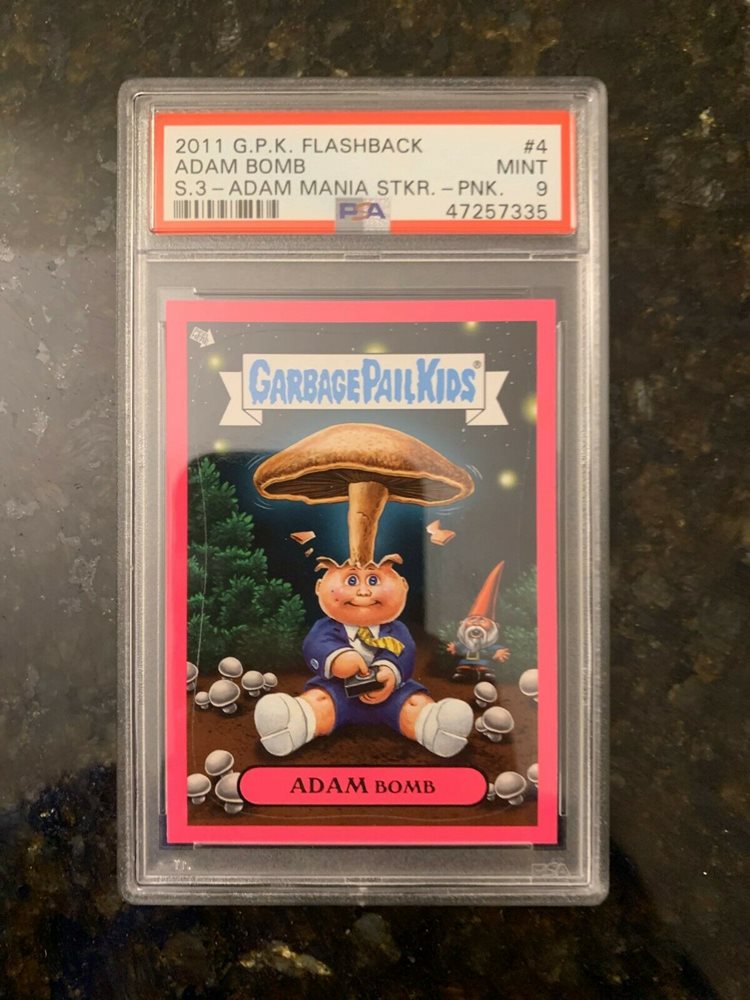 2011 G.P.K. FLASHBACK #4
ADAM BOMB MINT
S.3 – ADAM MANIA STKR. – PNK. 9
PSA 47257335
GARBAGE PAIL KIDS®
ADAM BOMB
PSA